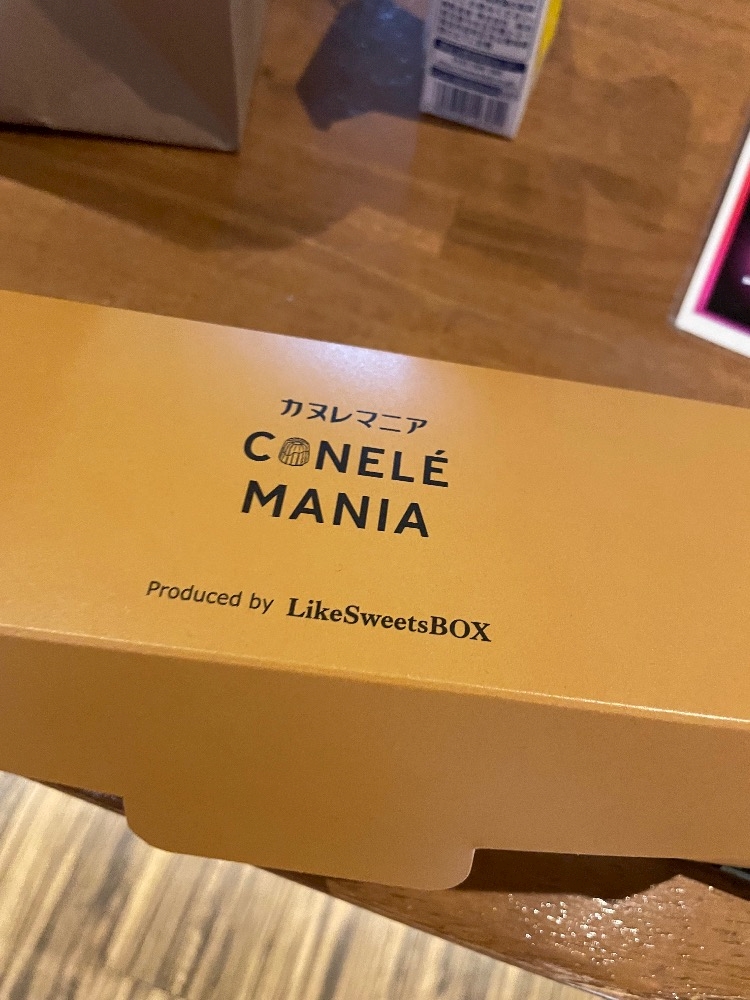 カヌレマニア
CONELÉ
MANIA
Produced by LikeSweetsBOX